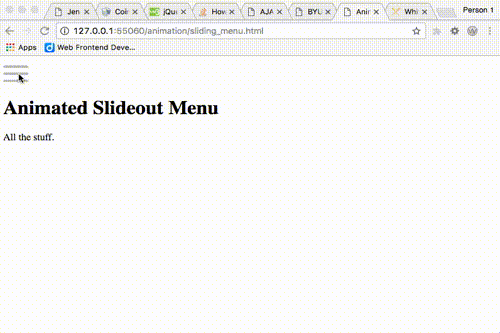 Jen Coi jQu How AJA BYU Ani Whi Person 1
127.0.0.1:55060/animation/sliding_menu.html
Apps Web Frontend Deve...
Animated Slideout Menu
All the stuff.